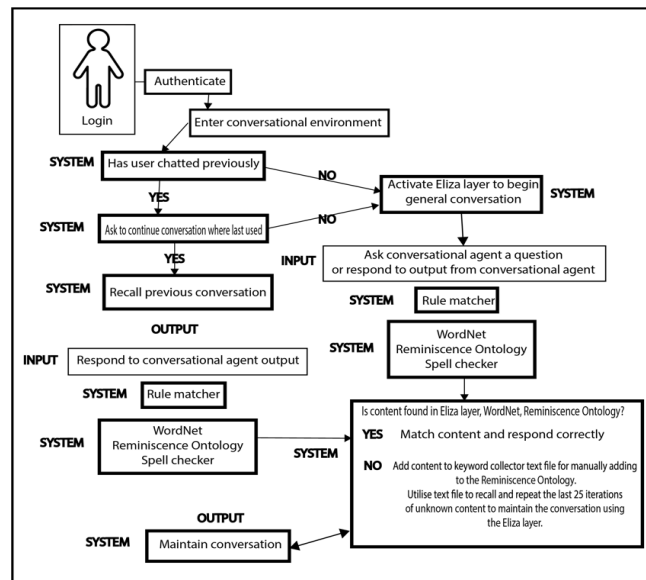 Login
Authenticate
Enter conversational environment
SYSTEM
Has user chatted previously
NO
YES
SYSTEM
Ask to continue conversation where last used
NO
YES
SYSTEM
Recall previous conversation
OUTPUT
INPUT
Respond to conversational agent output
SYSTEM
Rule matcher
SYSTEM
WordNet
Reminiscence Ontology
Spell checker
Activate Eliza layer to begin
general conversation
SYSTEM
INPUT
Ask conversational agent a question
or respond to output from conversational agent
SYSTEM
Rule matcher
SYSTEM
WordNet
Reminiscence Ontology
Spell checker
SYSTEM
Is content found in Eliza layer, WordNet, Reminiscence Ontology?
YES Match content and respond correctly
NO Add content to keyword collector text file for manually adding
to the Reminiscence Ontology.
Utilise text file to recall and repeat the last 25 iterations
of unknown content to maintain the conversation using
the Eliza layer.
OUTPUT
SYSTEM
Maintain conversation